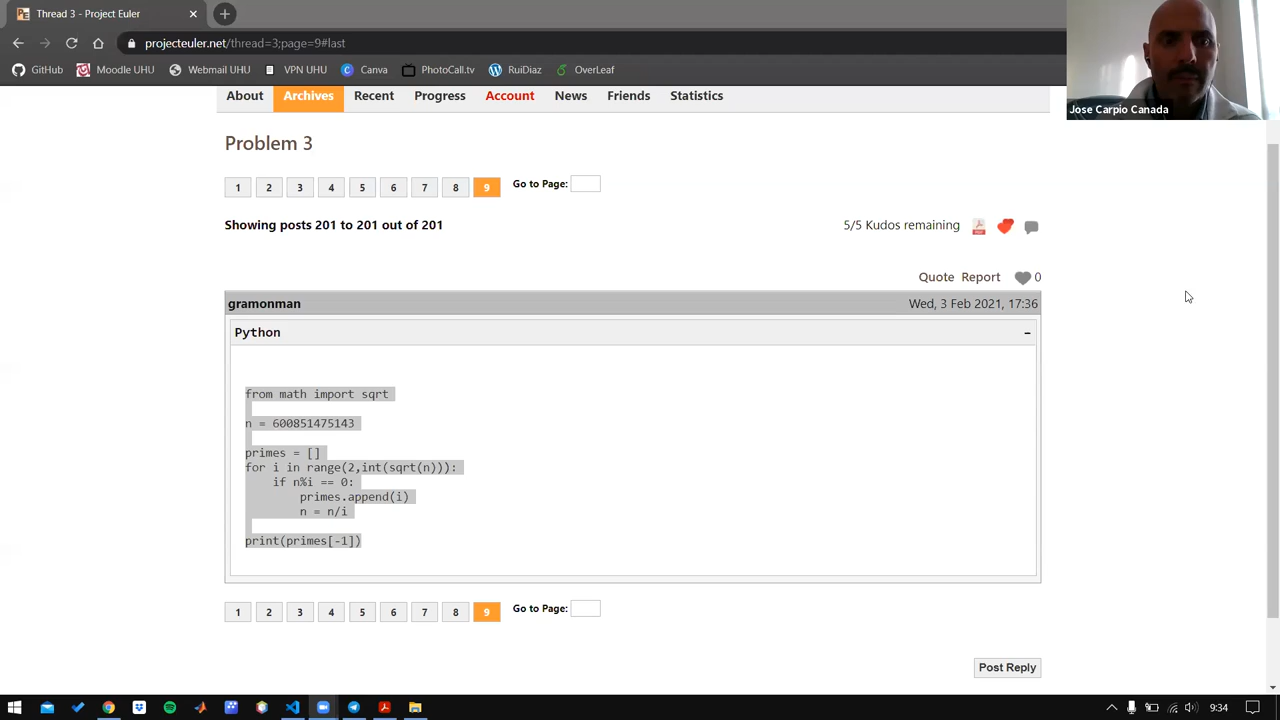 Thread 3 - Project Euler
projecteuler.net/thread=3;page=9#last
GitHub Moodle UHU Webmail UHU VPN UHU Canva PhotoCall.tv RuiDiaz OverLeaf
Jose Carpio Canada
About Archives Recent Progress Account News Friends Statistics
Problem 3
1 2 3 4 5 6 7 8 9 Go to Page:
Showing posts 201 to 201 out of 201 5/5 Kudos remaining
Quote Report 0
gramonman Wed, 3 Feb 2021, 17:36
Python −
from math import sqrt
n = 600851475143
primes = []
for i in range(2,int(sqrt(n))):
if n%i == 0:
primes.append(i)
n = n/i
print(primes[-1])
1 2 3 4 5 6 7 8 9 Go to Page:
Post Reply
9:34